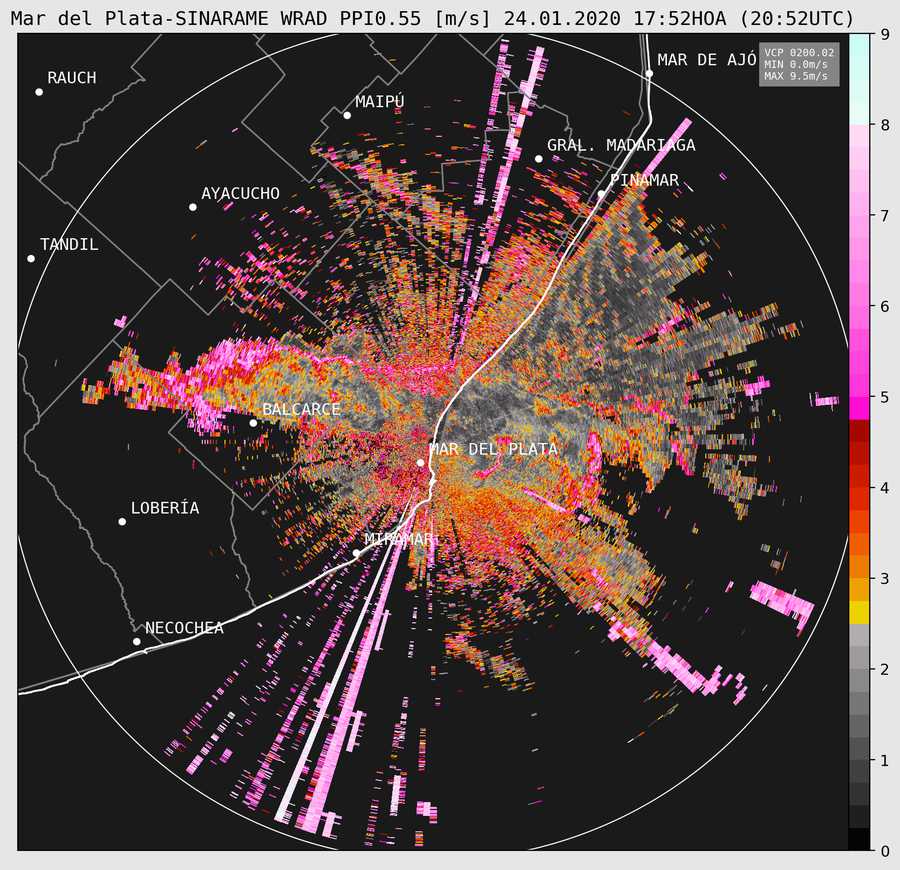 Mar del Plata-SINARAME WRAD PPI0.55 [m/s] 24.01.2020 17:52HOA (20:52UTC)
VCP 0200.02
MIN 0.0m/s
MAX 9.5m/s
MAR DE AJÓ
RAUCH
MAIPÚ
GRAL. MADARIAGA
PINAMAR
AYACUCHO
TANDIL
BALCARCE
MAR DEL PLATA
LOBERÍA
MIRAMAR
NECOCHEA
9
8
7
6
5
4
3
2
1
0